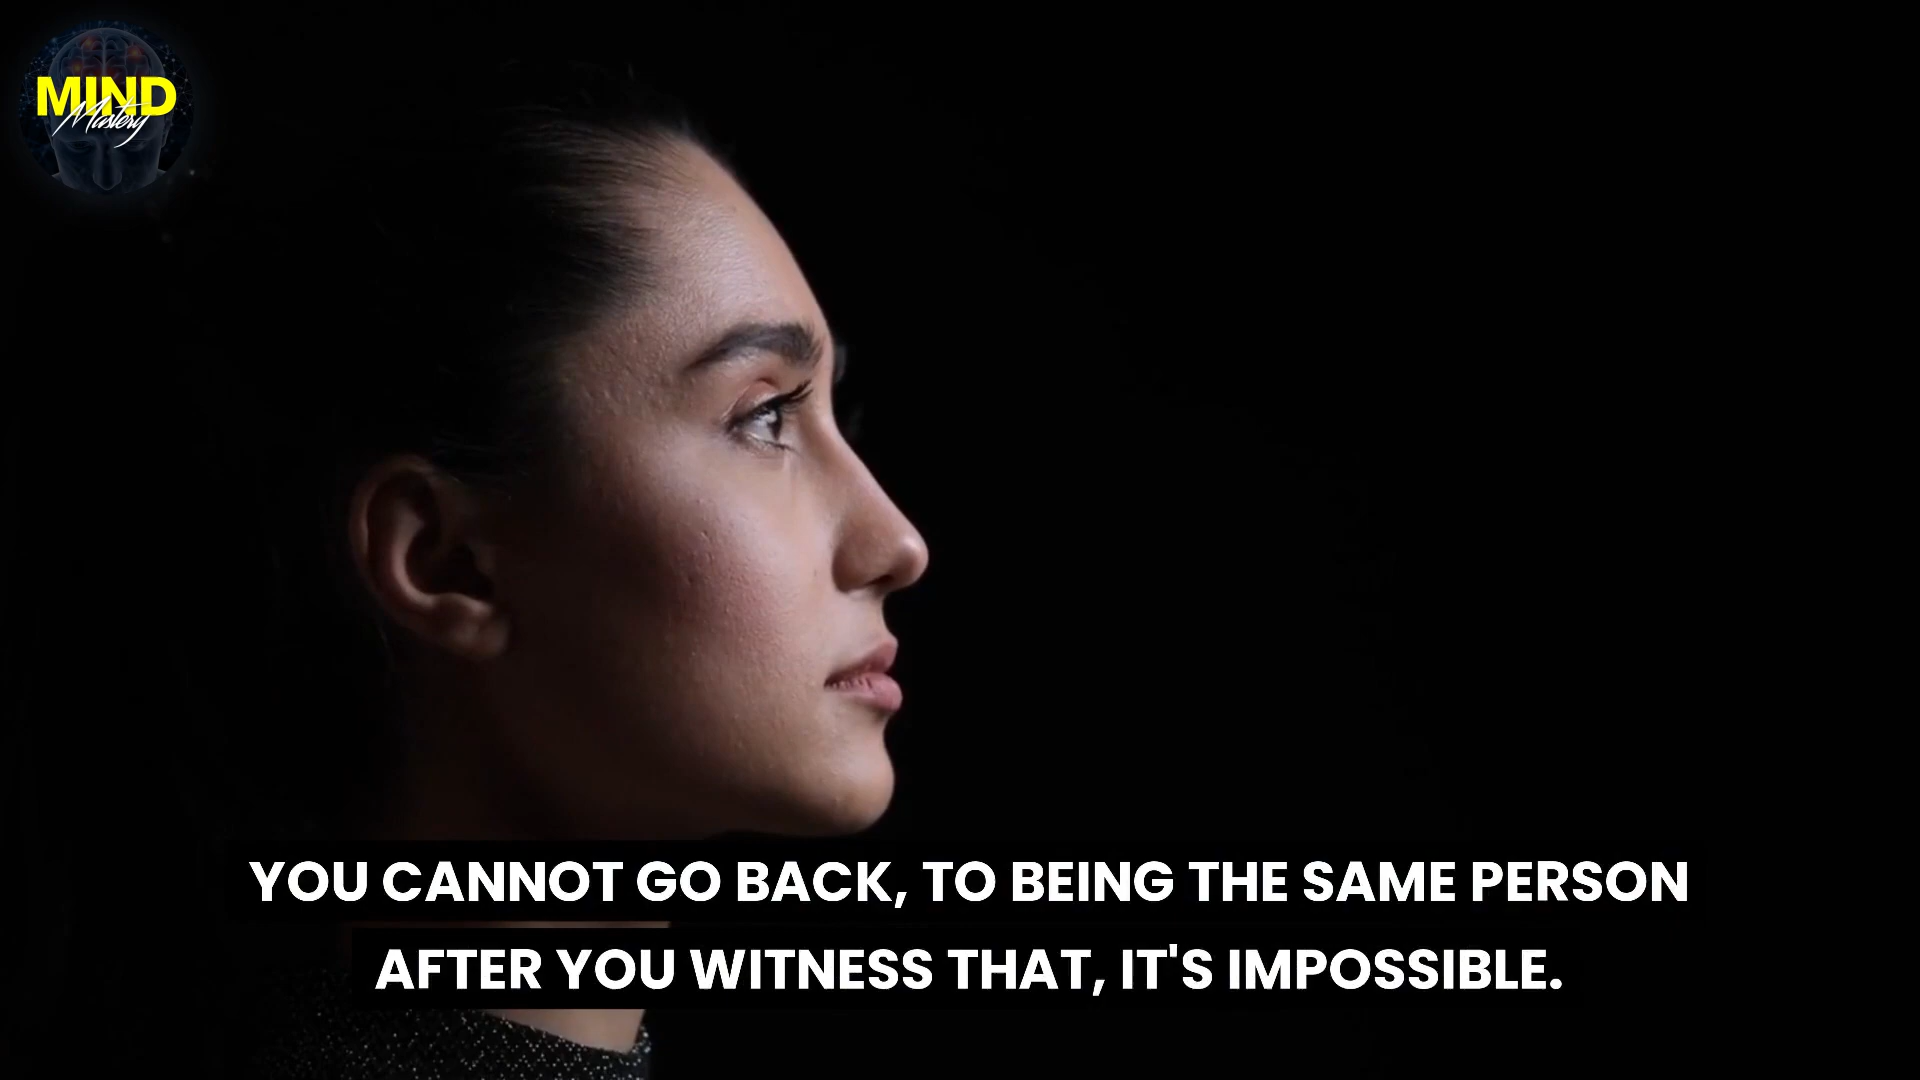 MIND
Mastery
YOU CANNOT GO BACK, TO BEING THE SAME PERSON
AFTER YOU WITNESS THAT, IT'S IMPOSSIBLE.